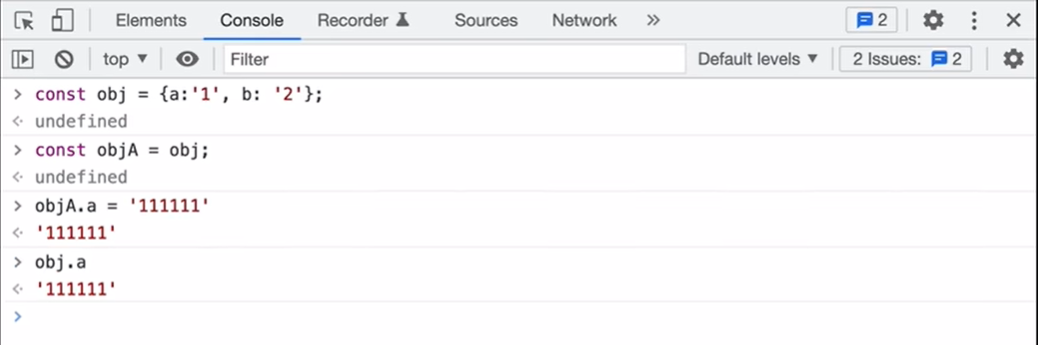 Elements Console Recorder Sources Network » 2
top ▼ Filter Default levels ▼ 2 Issues: 2
> const obj = {a:'1', b: '2'};
<· undefined
> const objA = obj;
<· undefined
> objA.a = '111111'
<· '111111'
> obj.a
<· '111111'
>